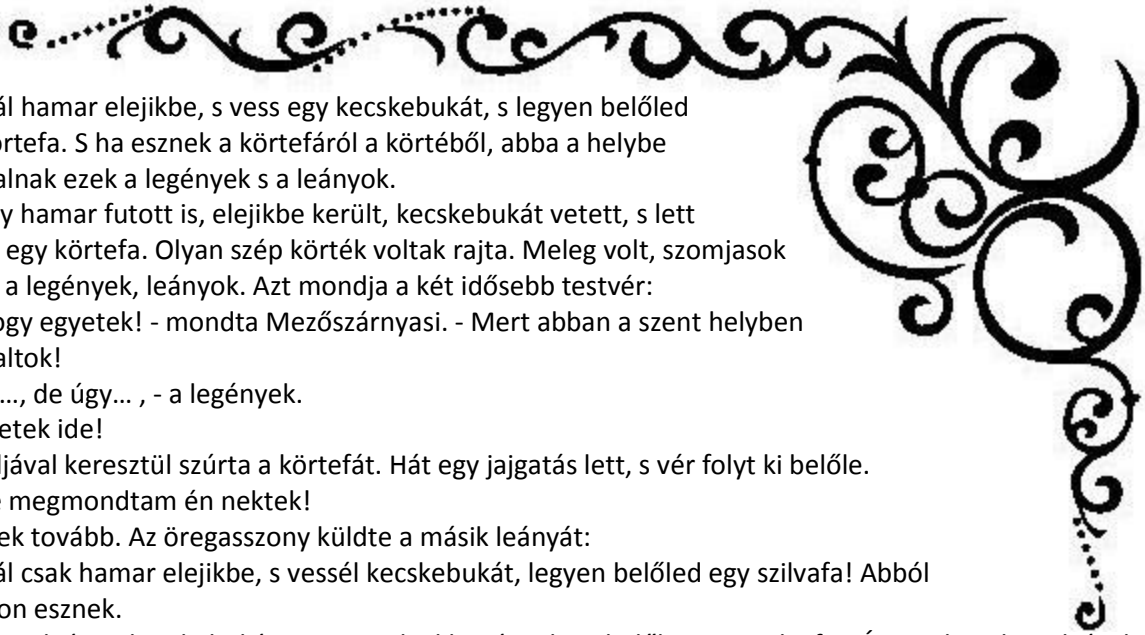 ál hamar elejikbe, s vess egy kecskebukát, s legyen belőled
örtefa. S ha esznek a körtefáról a körtéből, abba a helybe
alnak ezek a legények s a leányok.
y hamar futott is, elejikbe került, kecskebukát vetett, s lett
egy körtefa. Olyan szép körték voltak rajta. Meleg volt, szomjasok
a legények, leányok. Azt mondja a két idősebb testvér:
ogy egyetek! - mondta Mezőszárnyasi. - Mert abban a szent helyben
altok!
…, de úgy… , - a legények.
etek ide!
djával keresztül szúrta a körtefát. Hát egy jajgatás lett, s vér folyt ki belőle.
e megmondtam én nektek!
ek tovább. Az öregasszony küldte a másik leányát:
ál csak hamar elejikbe, s vessél kecskebukát, legyen belőled egy szilvafa! Abból
on esznek.